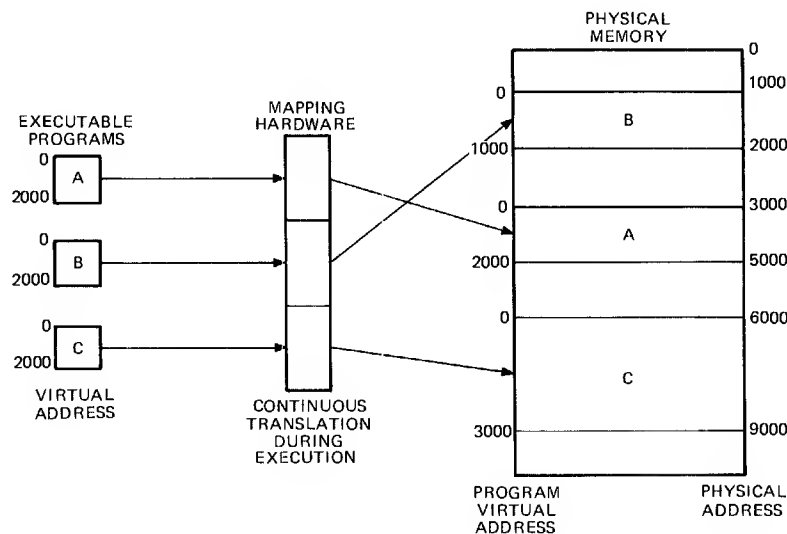 PHYSICAL
MEMORY
0
1000
0
MAPPING
HARDWARE
EXECUTABLE
PROGRAMS
B
2000
1000
0
A
2000
0
3000
A
0
B
2000
2000
5000
0
6000
0
C
2000
C
VIRTUAL
ADDRESS
CONTINUOUS
TRANSLATION
DURING
EXECUTION
3000
9000
PROGRAM
VIRTUAL
ADDRESS
PHYSICAL
ADDRESS